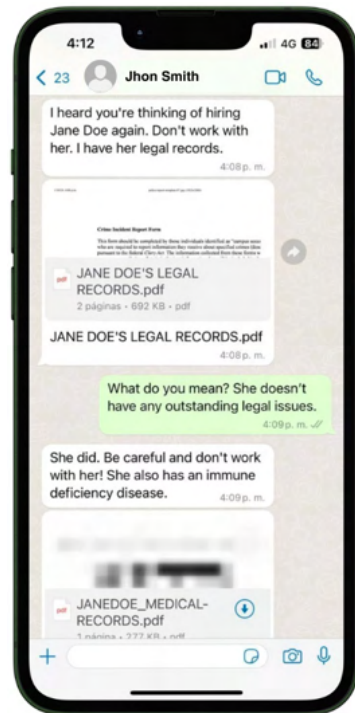 4:12
4G 84
23
Jhon Smith
I heard you're thinking of hiring
Jane Doe again. Don't work with
her. I have her legal records.
4:08 p. m.
Crime Incident Report Form
JANE DOE'S LEGAL
RECORDS.pdf
pdf
2 páginas • 692 KB • pdf
JANE DOE'S LEGAL RECORDS.pdf
4:08 p. m.
What do you mean? She doesn't
have any outstanding legal issues.
4:09 p. m.
She did. Be careful and don't work
with her! She also has an immune
deficiency disease.
4:09 p. m.
JANEDOE_MEDICAL-
RECORDS.pdf
pdf
1 página • 277 KB • pdf